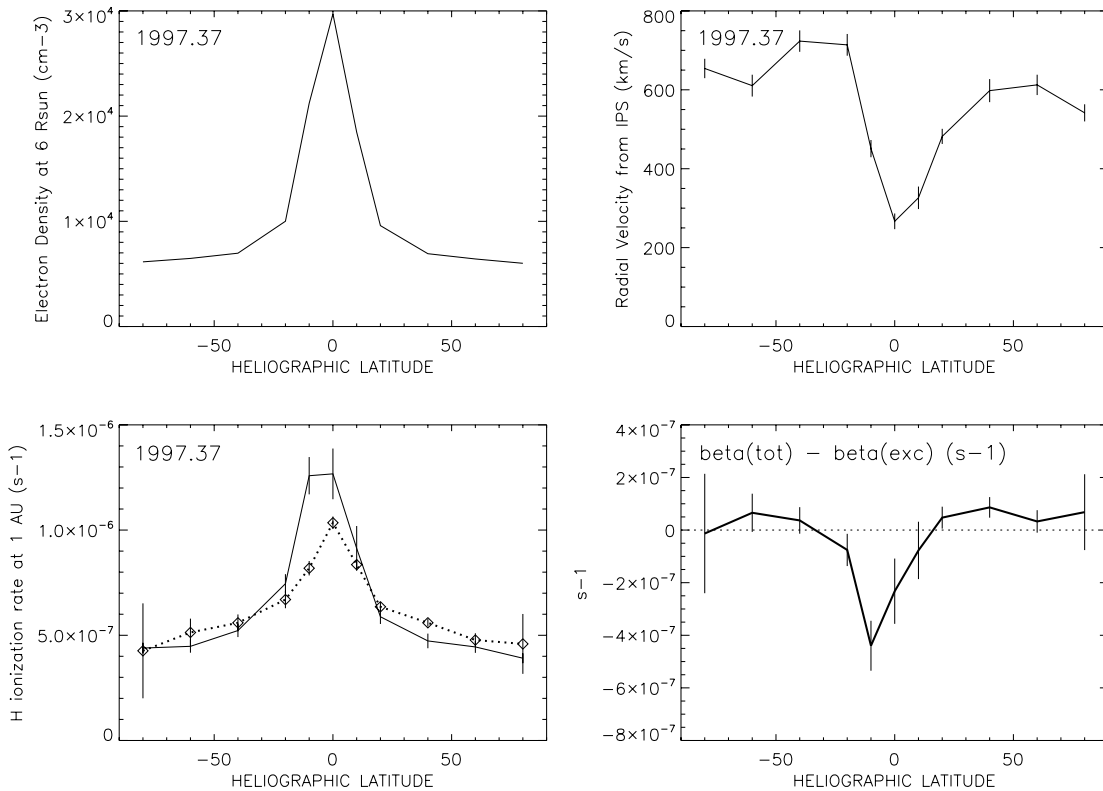 Electron Density at 6 Rsun (cm−3)
3×10⁴
2×10⁴
1×10⁴
0
1997.37
−50 0 50
HELIOGRAPHIC LATITUDE
Radial Velocity from IPS (km/s)
800
600
400
200
0
1997.37
−50 0 50
HELIOGRAPHIC LATITUDE
H ionization rate at 1 AU (s−1)
1.5×10⁻⁶
1.0×10⁻⁶
5.0×10⁻⁷
0
1997.37
−50 0 50
HELIOGRAPHIC LATITUDE
s−1
4×10⁻⁷
2×10⁻⁷
0
−2×10⁻⁷
−4×10⁻⁷
−6×10⁻⁷
−8×10⁻⁷
beta(tot) − beta(exc) (s−1)
−50 0 50
HELIOGRAPHIC LATITUDE